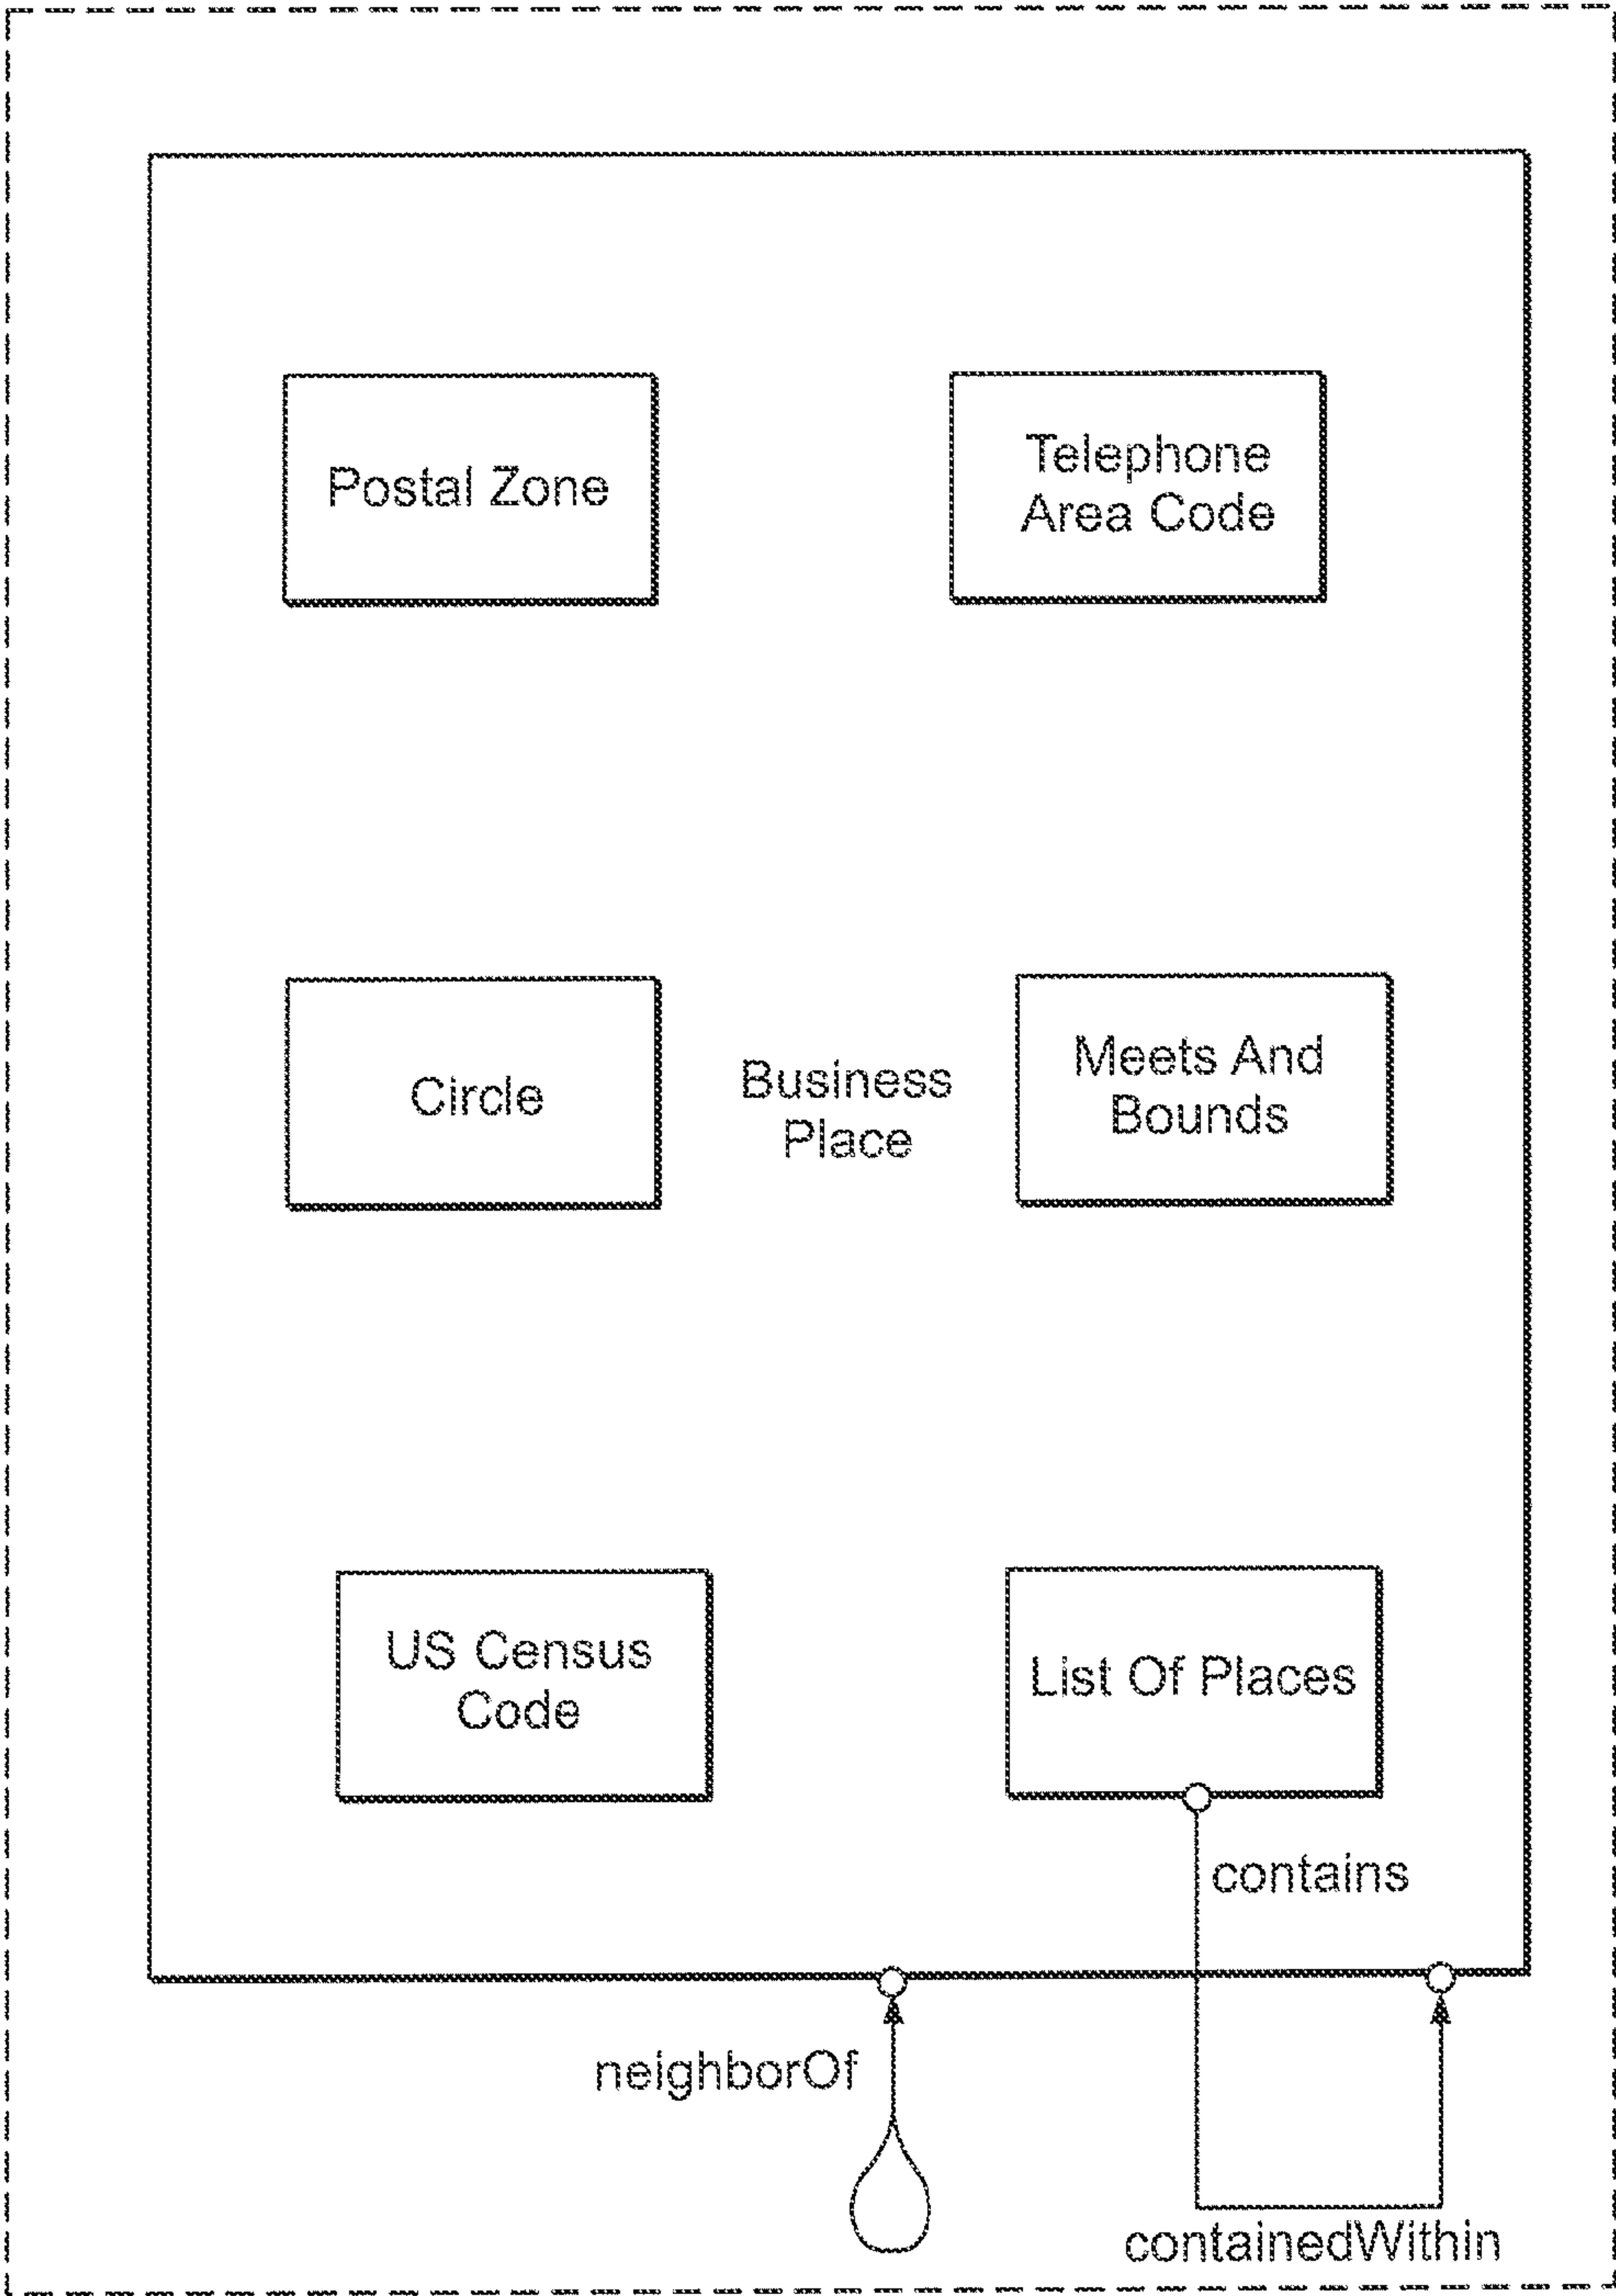 Postal Zone
Telephone
Area Code
Circle
Business
Place
Meets And
Bounds
US Census
Code
List Of Places
contains
neighborOf
containedWithin